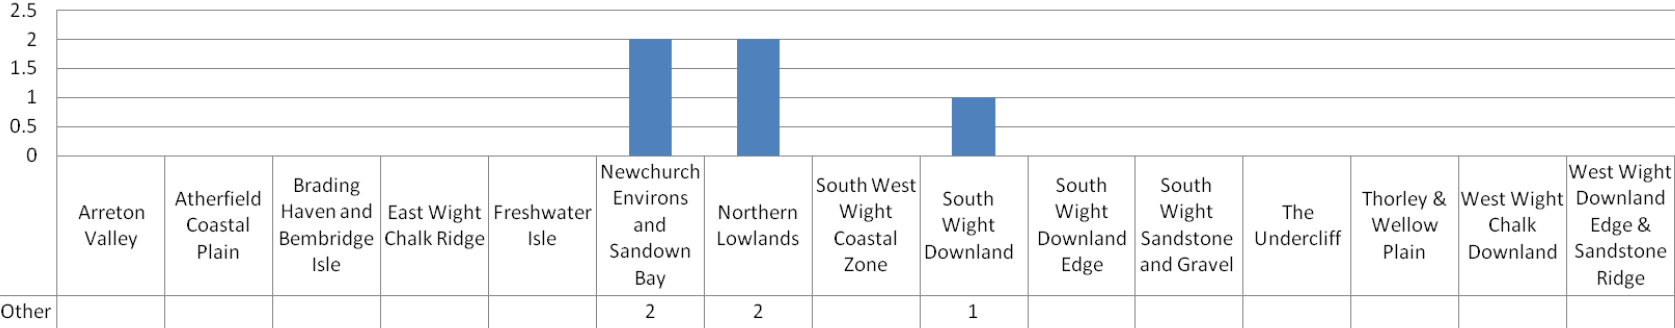 2.5
2
1.5
1
0.5
0
Arreton
Valley
Atherfield
Coastal
Plain
Brading
Haven and
Bembridge
Isle
East Wight
Chalk Ridge
Freshwater
Isle
Newchurch
Environs
and
Sandown
Bay
Northern
Lowlands
South West
Wight
Coastal
Zone
South
Wight
Downland
South
Wight
Downland
Edge
South
Wight
Sandstone
and Gravel
The
Undercliff
Thorley &
Wellow
Plain
West Wight
Chalk
Downland
West Wight
Downland
Edge &
Sandstone
Ridge
Other 2 2 1